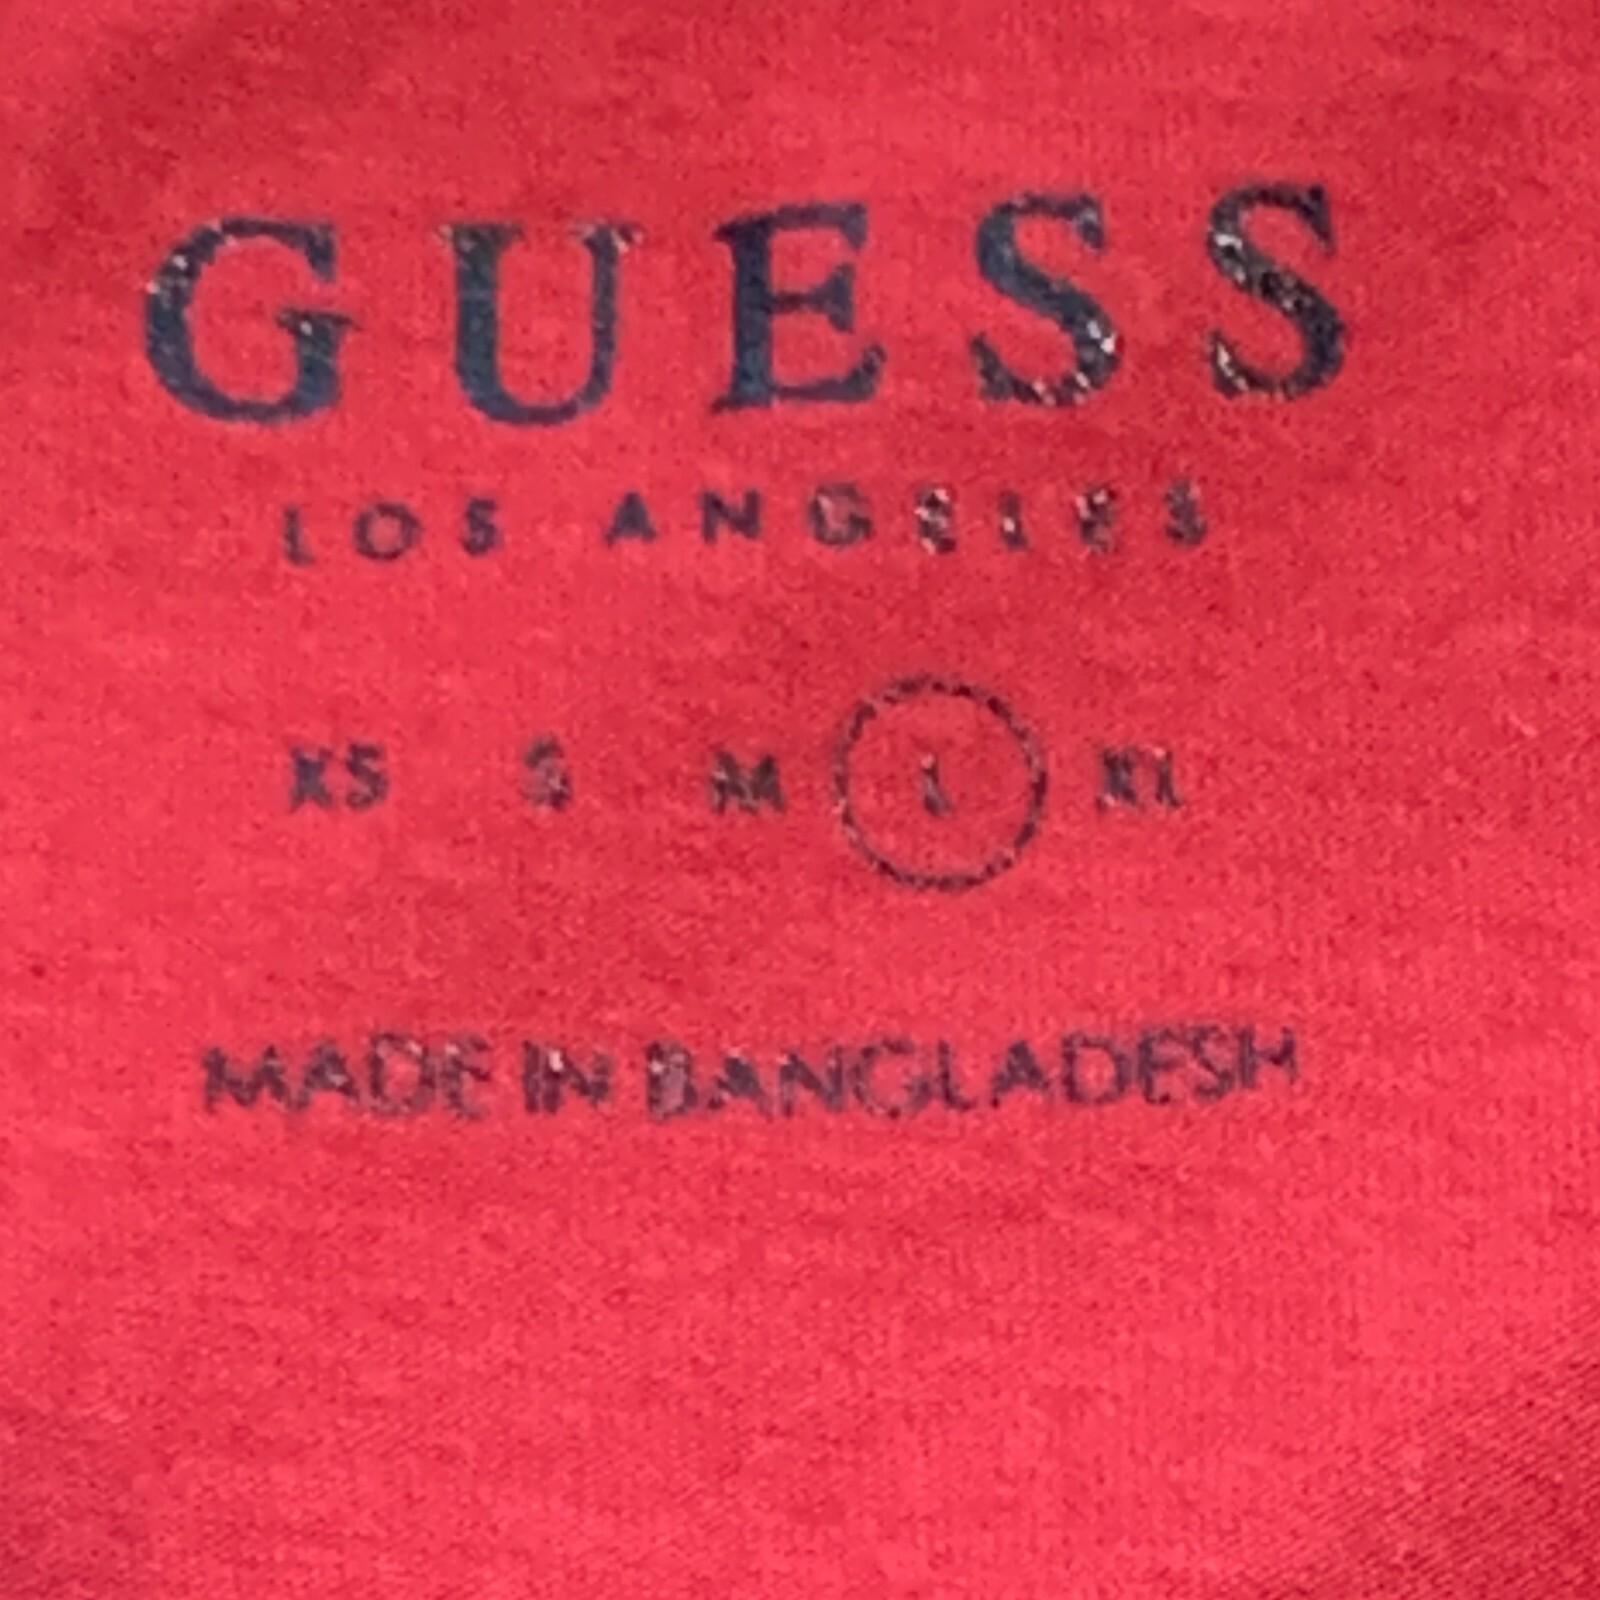 GUESS
LOS ANGELES
XS S M L XL
MADE IN BANGLADESH